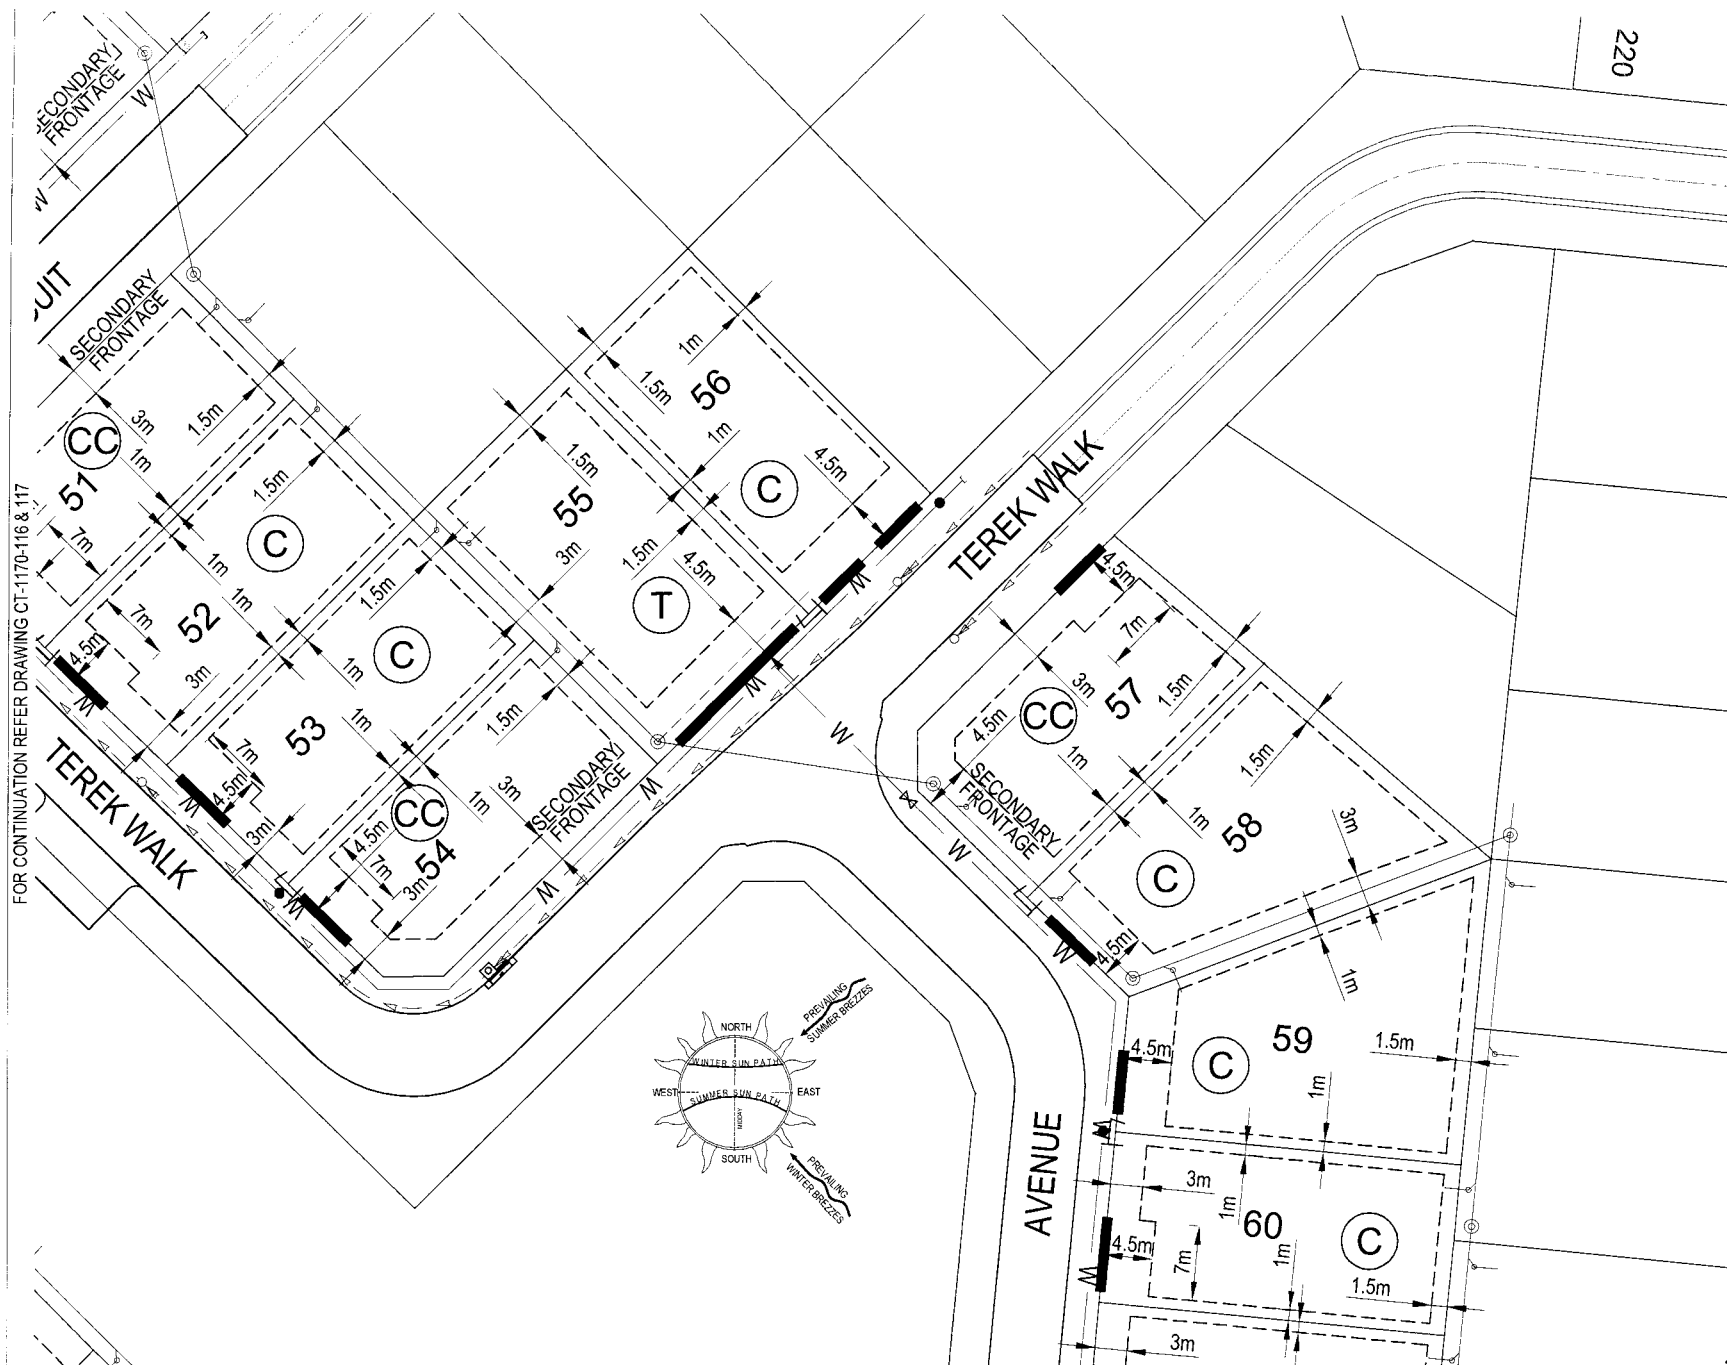 220
SECONDARY
FRONTAGE
W
W
SECONDARY
FRONTAGE
FOR CONTINUATION REFER DRAWING CT-1170-116 & 117
3m
1.5m
CC
1m
51
7m
1m
1.5m
56
1m
C
4.5m
1.5m
55
3m
1.5m
4.5m
T
TEREK WALK
W
W
1.5m
C
1m
1m
52
7m
4.5m
3m
W
1.5m
C
1m
1m
53
7m
4.5m
3m
W
TEREK WALK
1.5m
3m
SECONDARY
FRONTAGE
1m
CC
54
4.5m
7m
3m
W
W
W
W
4.5m
7m
57
3m
1.5m
CC
4.5m
1m
SECONDARY
FRONTAGE
W
1.5m
1m
58
3m
C
4.5m
W
1m
PREVAILING
SUMMER BREZZES
NORTH
WINTER SUN PATH
WEST
EAST
SUMMER SUN PATH
MIDDAY
SOUTH
PREVAILING
WINTER BREZZES
59
4.5m
C
1.5m
1m
W
AVENUE
3m
1m
60
C
4.5m
7m
1m
1.5m
W
3m